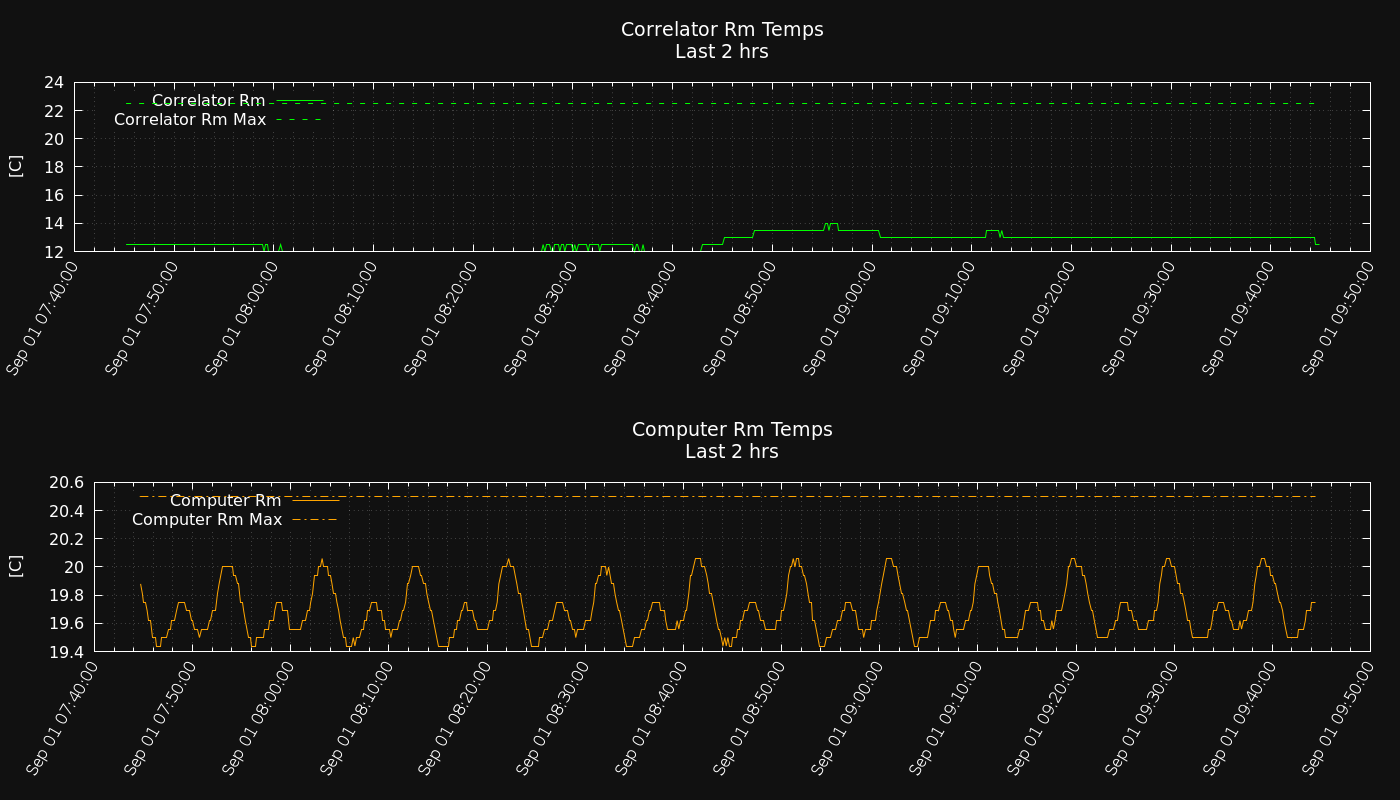 Correlator Rm Temps
Last 2 hrs
24
22
20
18
16
14
12
[C]
Correlator Rm
Correlator Rm Max
Sep 01 07:40:00
Sep 01 07:50:00
Sep 01 08:00:00
Sep 01 08:10:00
Sep 01 08:20:00
Sep 01 08:30:00
Sep 01 08:40:00
Sep 01 08:50:00
Sep 01 09:00:00
Sep 01 09:10:00
Sep 01 09:20:00
Sep 01 09:30:00
Sep 01 09:40:00
Sep 01 09:50:00
Computer Rm Temps
Last 2 hrs
20.6
20.4
20.2
20
19.8
19.6
19.4
[C]
Computer Rm
Computer Rm Max
Sep 01 07:40:00
Sep 01 07:50:00
Sep 01 08:00:00
Sep 01 08:10:00
Sep 01 08:20:00
Sep 01 08:30:00
Sep 01 08:40:00
Sep 01 08:50:00
Sep 01 09:00:00
Sep 01 09:10:00
Sep 01 09:20:00
Sep 01 09:30:00
Sep 01 09:40:00
Sep 01 09:50:00